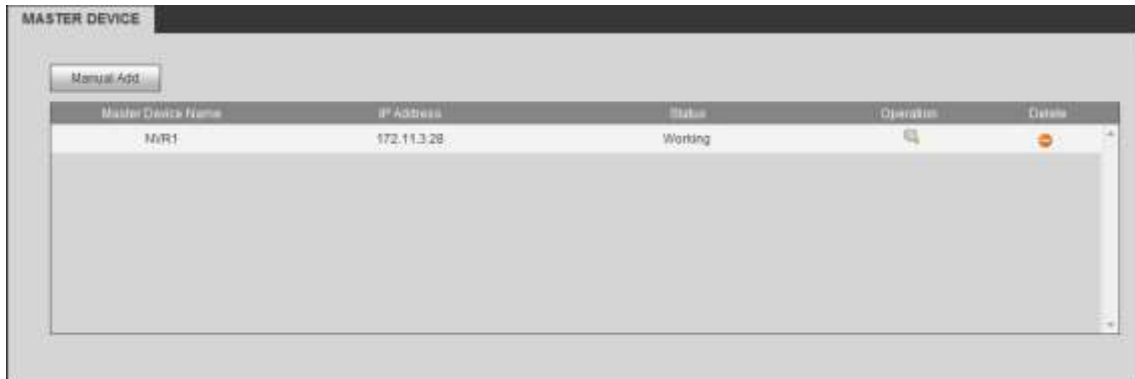 MASTER DEVICE
Manual Add
Master Device Name IP Address Status Operation Delete
NVR1 172.11.3.28 Working